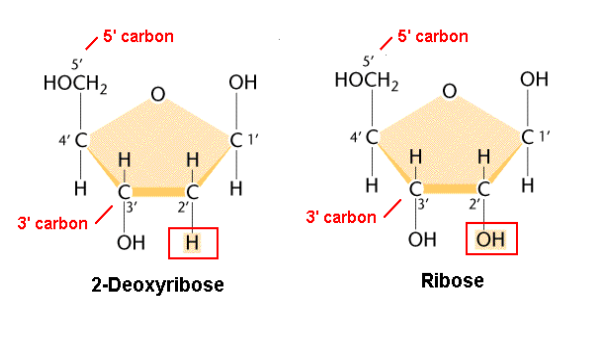 5' carbon
5'
HOCH2
OH
O
4' C
C 1'
H
H
H
H
C
C
3'
2'
3' carbon
OH
H
2-Deoxyribose
5' carbon
5'
HOCH2
OH
O
4' C
C 1'
H
H
H
H
C
C
3'
2'
3' carbon
OH
OH
Ribose